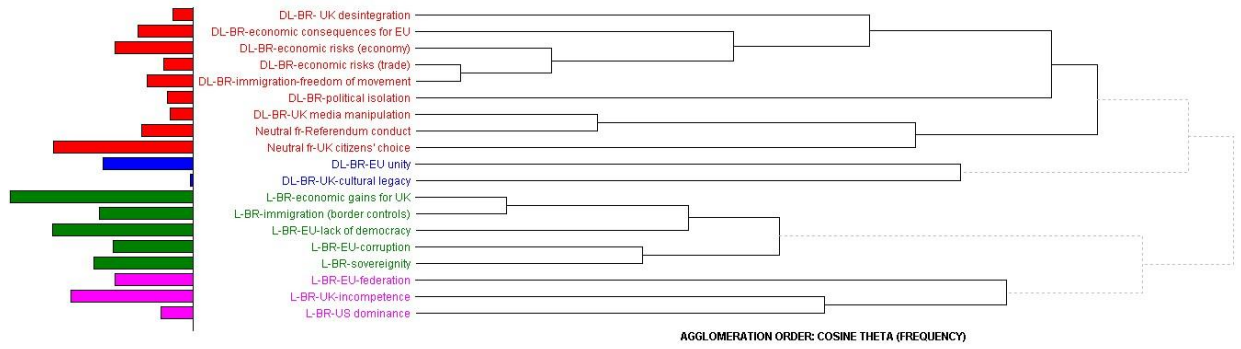 DL-BR- UK desintegration
DL-BR-economic consequences for EU
DL-BR-economic risks (economy)
DL-BR-economic risks (trade)
DL-BR-immigration-freedom of movement
DL-BR-political isolation
DL-BR-UK media manipulation
Neutral fr-Referendum conduct
Neutral fr-UK citizens' choice
DL-BR-EU unity
DL-BR-UK-cultural legacy
L-BR-economic gains for UK
L-BR-immigration (border controls)
L-BR-EU-lack of democracy
L-BR-EU-corruption
L-BR-sovereignity
L-BR-EU-federation
L-BR-UK-incompetence
L-BR-US dominance
AGGLOMERATION ORDER: COSINE THETA (FREQUENCY)